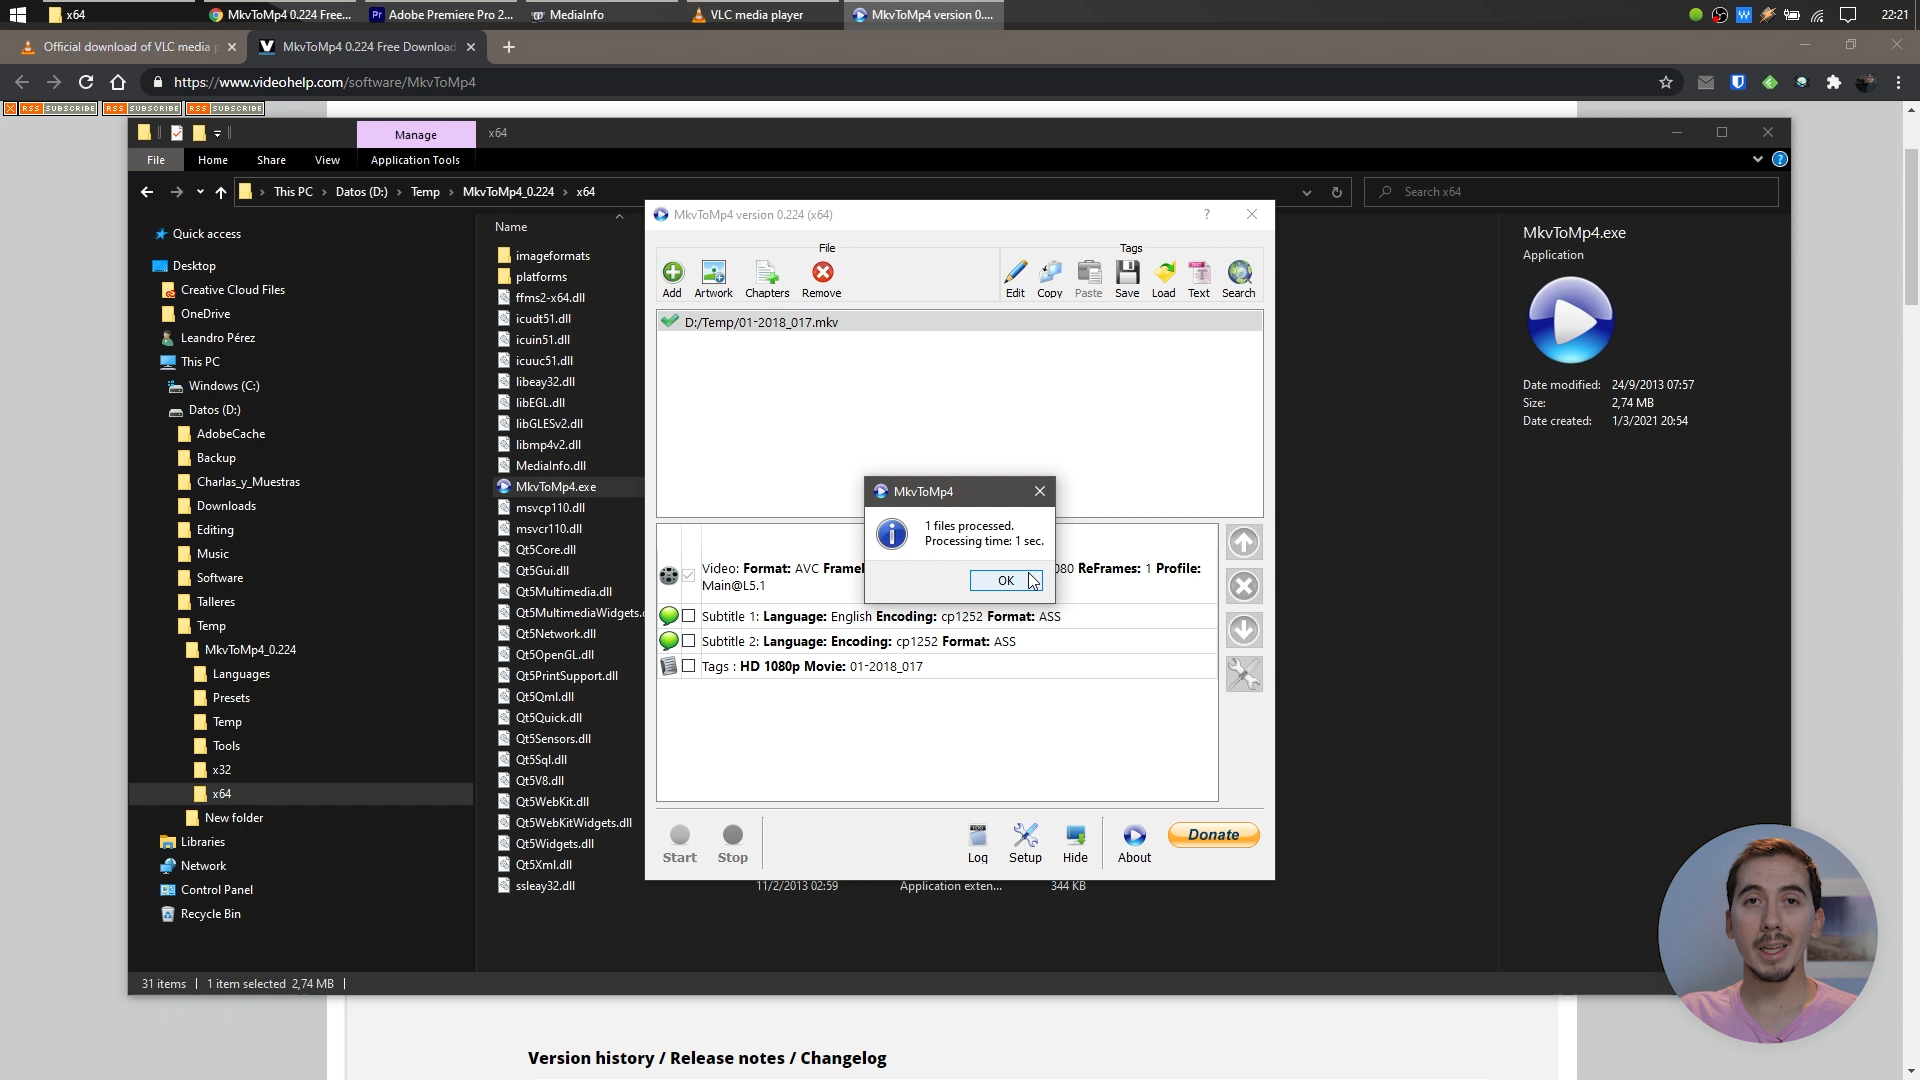 x64
MkvToMp4 0.224 Free...
Pr
Adobe Premiere Pro 2...
MediaInfo
VLC media player
MkvToMp4 version 0....
W
22:21
Official download of VLC media p
MkvToMp4 0.224 Free Download
https://www.videohelp.com/software/MkvToMp4
RSS SUBSCRIBE RSS SUBSCRIBE RSS SUBSCRIBE
Manage
x64
File
Home
Share
View
Application Tools
This PC > Datos (D:) > Temp > MkvToMp4_0.224 > x64
Search x64
Quick access
Desktop
Creative Cloud Files
OneDrive
Leandro Pérez
This PC
Windows (C:)
Datos (D:)
AdobeCache
Backup
Charlas_y_Muestras
Downloads
Editing
Music
Software
Talleres
Temp
MkvToMp4_0.224
Languages
Presets
Temp
Tools
x32
x64
New folder
Libraries
Network
Control Panel
Recycle Bin
Name
imageformats
platforms
ffms2-x64.dll
icudt51.dll
icuin51.dll
icuuc51.dll
libeay32.dll
libEGL.dll
libGLESv2.dll
libmp4v2.dll
MediaInfo.dll
MkvToMp4.exe
msvcp110.dll
msvcr110.dll
Qt5Core.dll
Qt5Gui.dll
Qt5Multimedia.dll
Qt5MultimediaWidgets.
Qt5Network.dll
Qt5OpenGL.dll
Qt5PrintSupport.dll
Qt5Qml.dll
Qt5Quick.dll
Qt5Sensors.dll
Qt5Sql.dll
Qt5V8.dll
Qt5WebKit.dll
Qt5WebKitWidgets.dll
Qt5Widgets.dll
Qt5Xml.dll
ssleay32.dll
11/2/2013 02:59
Application exten...
344 KB
MkvToMp4 version 0.224 (x64)
File
Tags
Add
Artwork
Chapters
Remove
Edit
Copy
Paste
Save
Load
Text
Search
D:/Temp/01-2018_017.mkv
MkvToMp4
1 files processed.
Processing time: 1 sec.
OK
Video: Format: AVC Framel
080 ReFrames: 1 Profile:
Main@L5.1
Subtitle 1: Language: English Encoding: cp1252 Format: ASS
Subtitle 2: Language: Encoding: cp1252 Format: ASS
Tags : HD 1080p Movie: 01-2018_017
Start
Stop
Log
Setup
Hide
About
Donate
MkvToMp4.exe
Application
Date modified: 24/9/2013 07:57
Size: 2,74 MB
Date created: 1/3/2021 20:54
31 items
1 item selected 2,74 MB
Version history / Release notes / Changelog